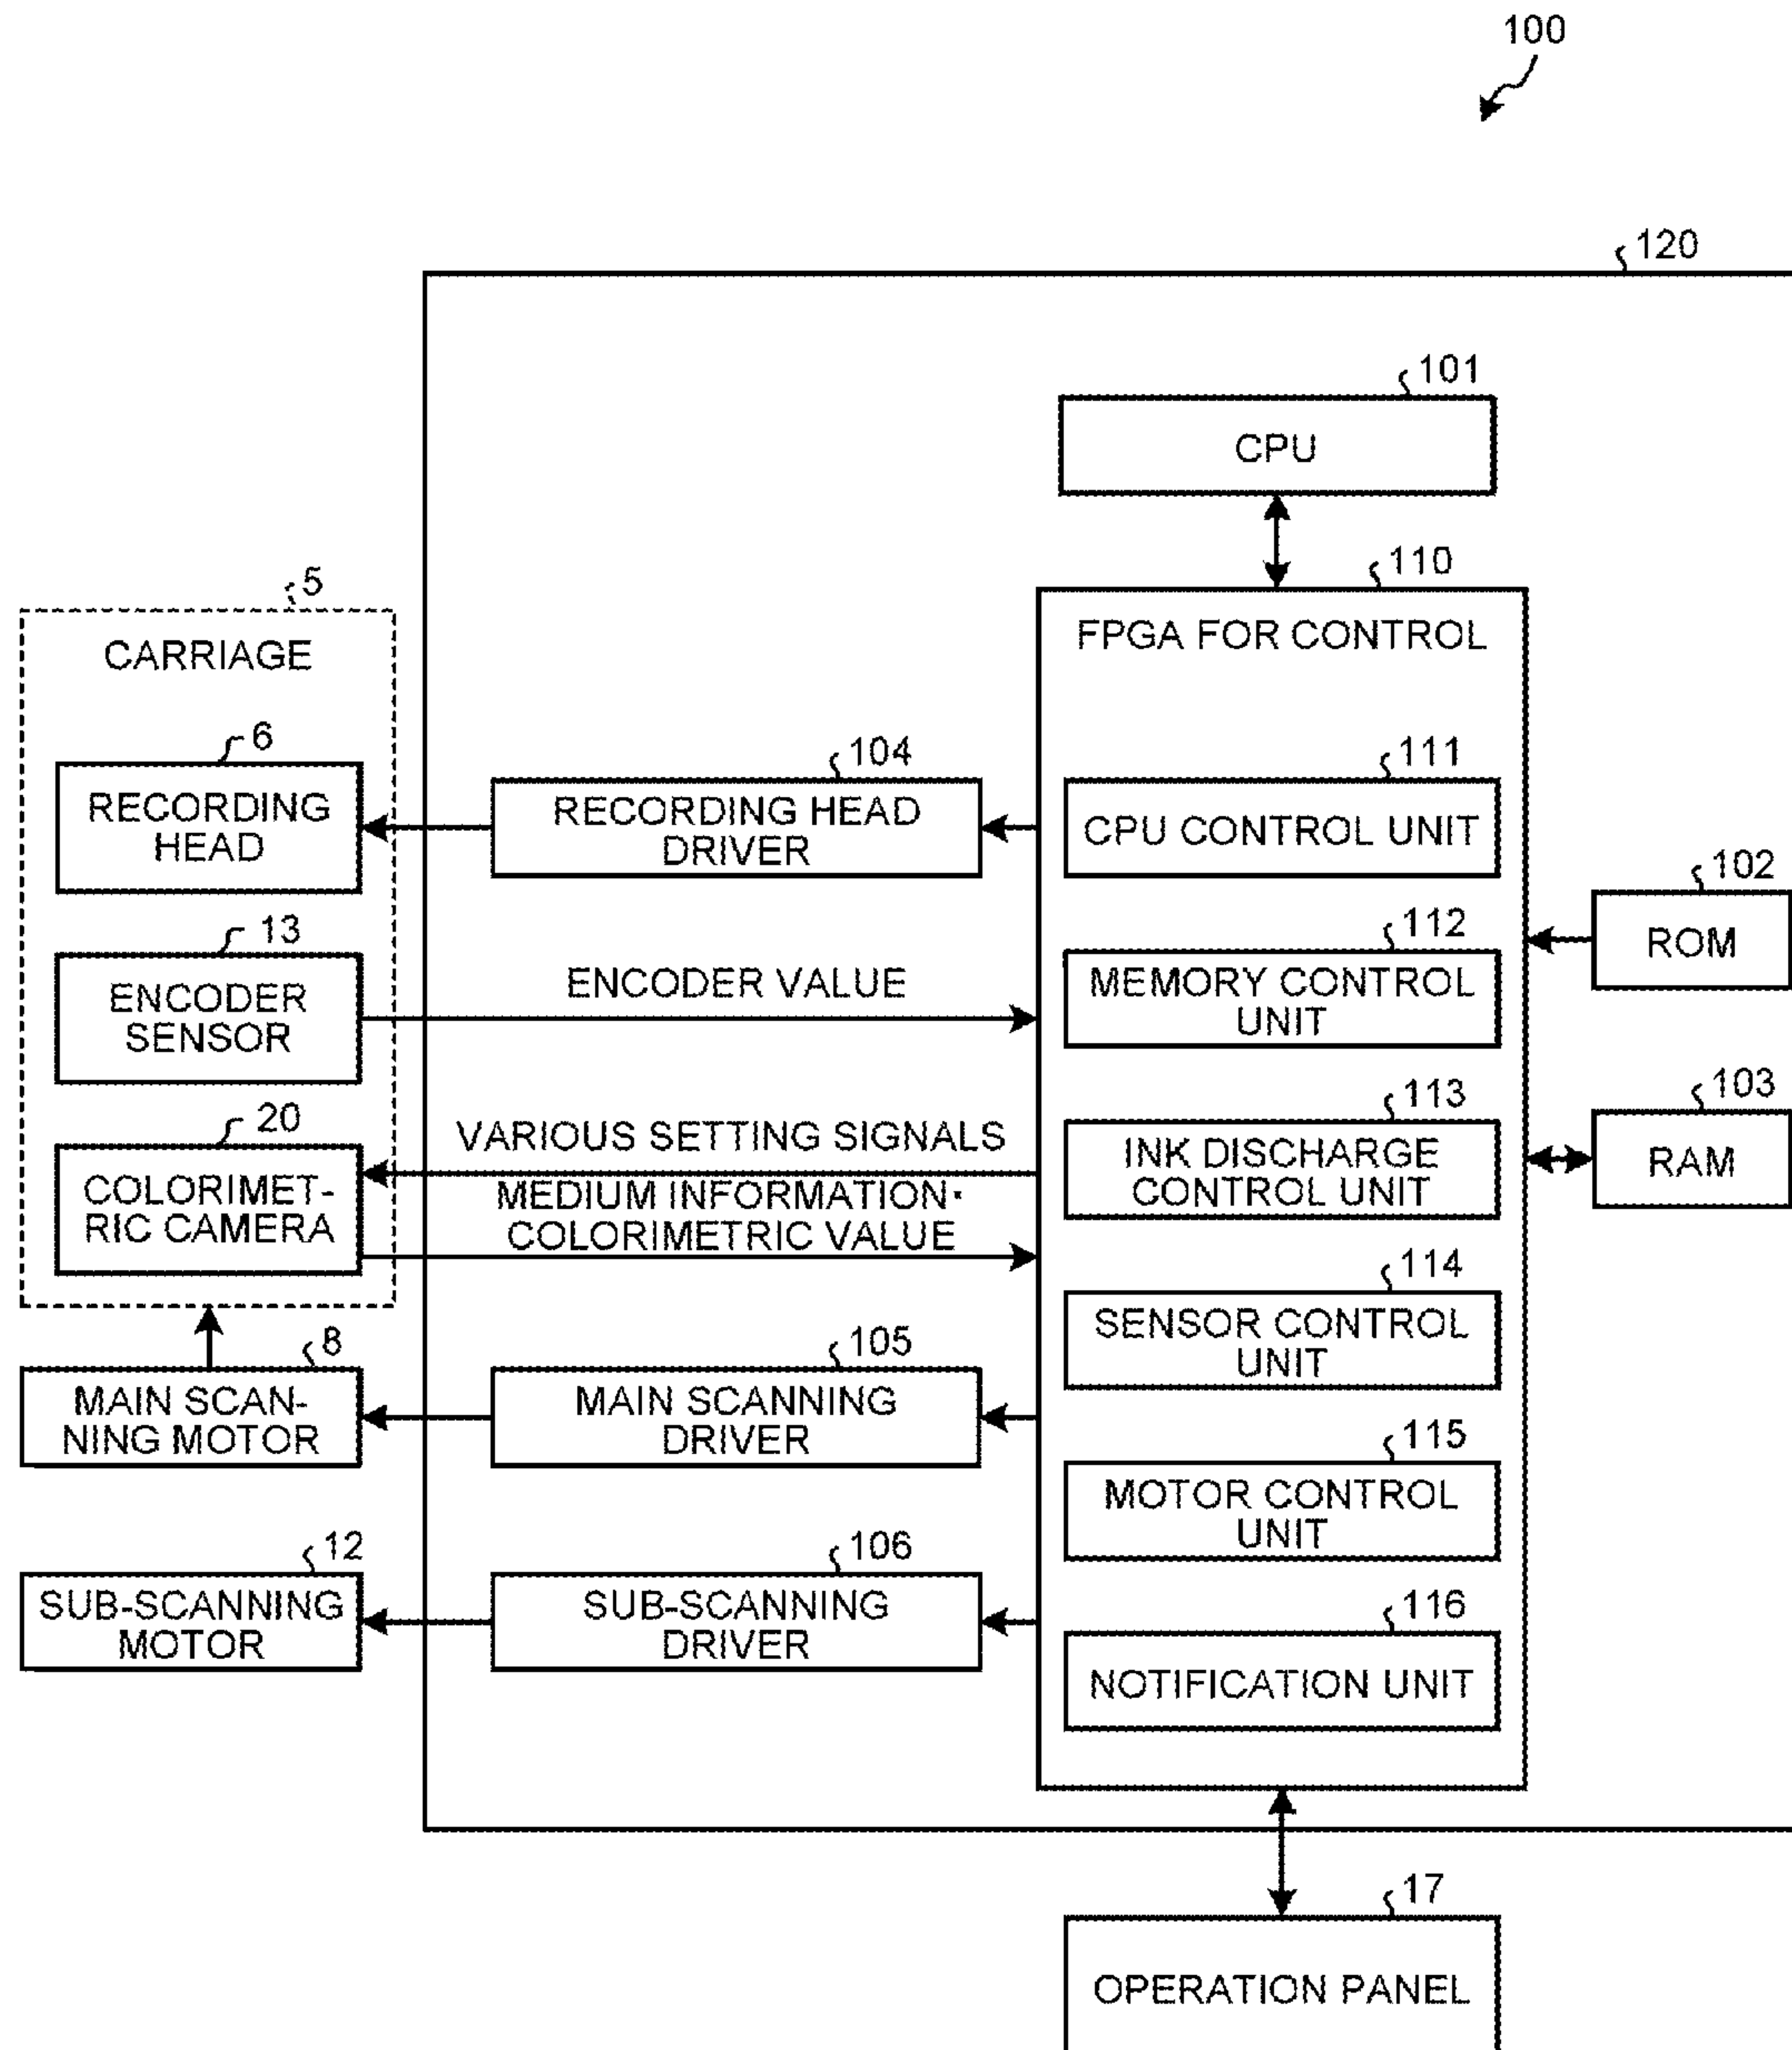 100
120
101
CPU
110
FPGA FOR CONTROL
5
CARRIAGE
6
RECORDING
HEAD
104
RECORDING HEAD
DRIVER
111
CPU CONTROL UNIT
102
ROM
13
ENCODER
SENSOR
ENCODER VALUE
112
MEMORY CONTROL
UNIT
103
RAM
20
COLORIMET-
RIC CAMERA
VARIOUS SETTING SIGNALS
MEDIUM INFORMATION·
COLORIMETRIC VALUE
113
INK DISCHARGE
CONTROL UNIT
114
SENSOR CONTROL
UNIT
8
MAIN SCAN-
NING MOTOR
105
MAIN SCANNING
DRIVER
115
MOTOR CONTROL
UNIT
12
SUB-SCANNING
MOTOR
106
SUB-SCANNING
DRIVER
116
NOTIFICATION UNIT
17
OPERATION PANEL